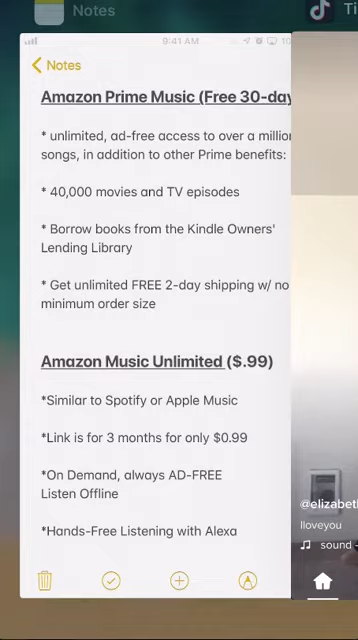 Notes
Ti
9:41 AM
10
Notes
Amazon Prime Music (Free 30-day
* unlimited, ad-free access to over a million
songs, in addition to other Prime benefits:
* 40,000 movies and TV episodes
* Borrow books from the Kindle Owners'
Lending Library
* Get unlimited FREE 2-day shipping w/ no
minimum order size
Amazon Music Unlimited ($.99)
*Similar to Spotify or Apple Music
*Link is for 3 months for only $0.99
*On Demand, always AD-FREE
Listen Offline
*Hands-Free Listening with Alexa
@elizabeth
Iloveyou
sound -